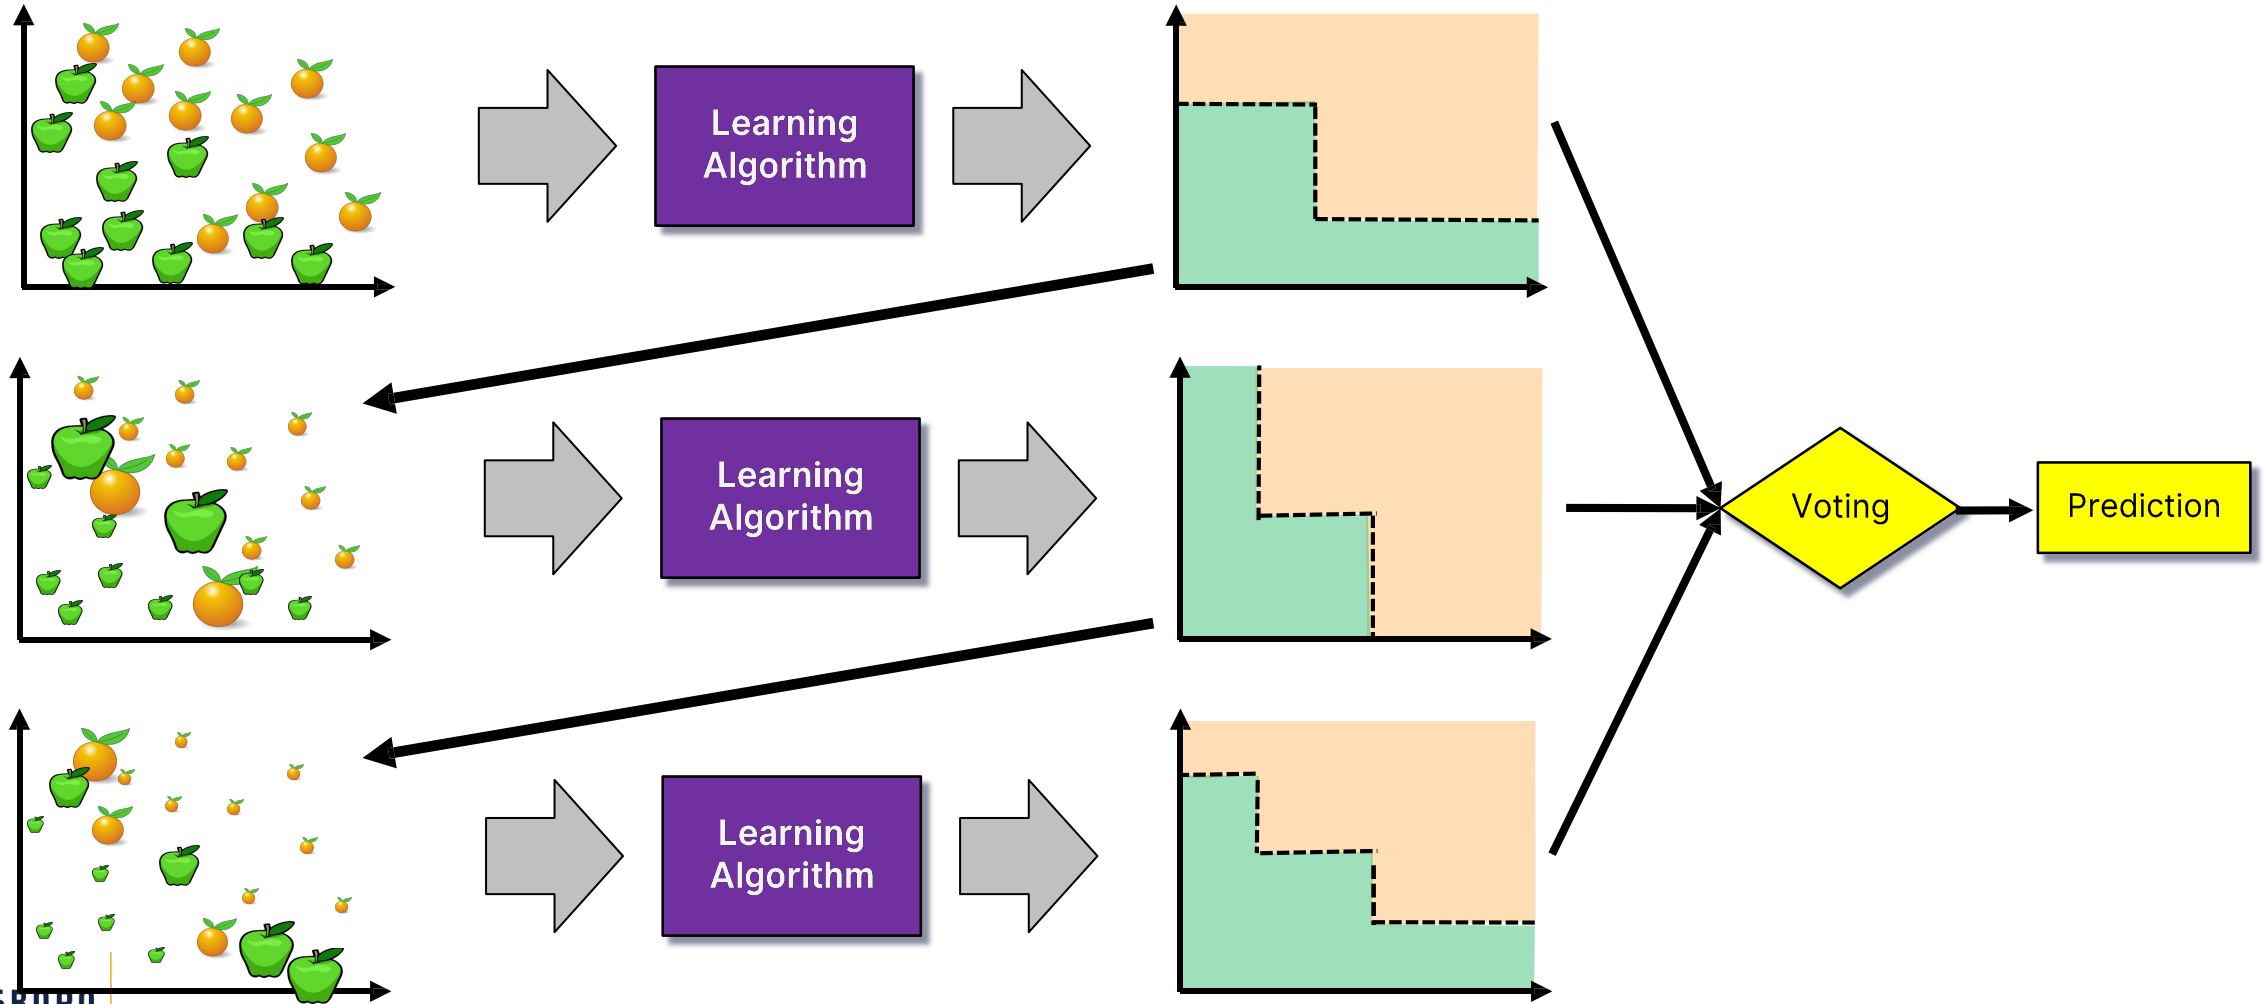 Learning
Algorithm
Learning
Algorithm
Voting
Prediction
Learning
Algorithm